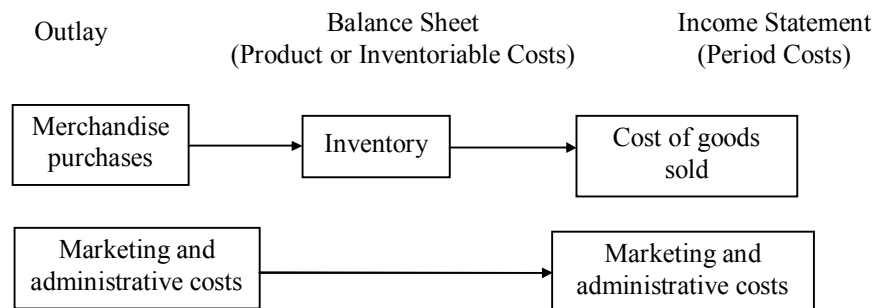 Outlay
Balance Sheet
(Product or Inventoriable Costs)
Income Statement
(Period Costs)
Merchandise
purchases
Inventory
Cost of goods
sold
Marketing and
administrative costs
Marketing and
administrative costs